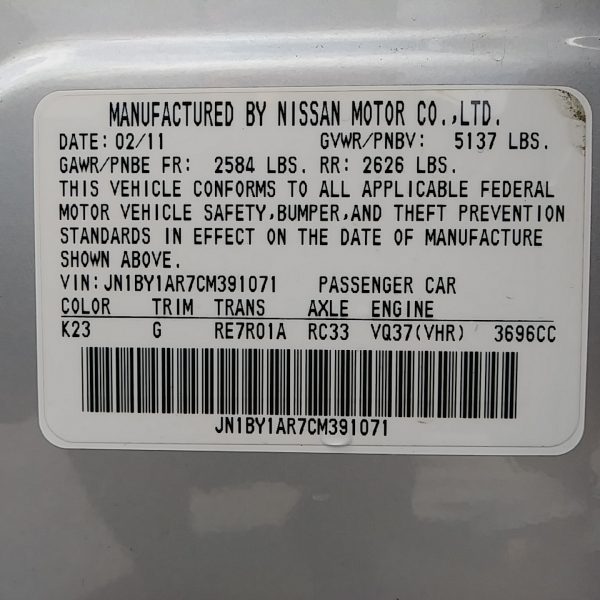 MANUFACTURED BY NISSAN MOTOR CO.,LTD.
DATE: 02/11 GVWR/PNBV: 5137 LBS.
GAWR/PNBE FR: 2584 LBS. RR: 2626 LBS.
THIS VEHICLE CONFORMS TO ALL APPLICABLE FEDERAL
MOTOR VEHICLE SAFETY,BUMPER,AND THEFT PREVENTION
STANDARDS IN EFFECT ON THE DATE OF MANUFACTURE
SHOWN ABOVE.
VIN:JN1BY1AR7CM391071 PASSENGER CAR
COLOR TRIM TRANS AXLE ENGINE
K23 G RE7R01A RC33 VQ37(VHR) 3696CC
JN1BY1AR7CM391071